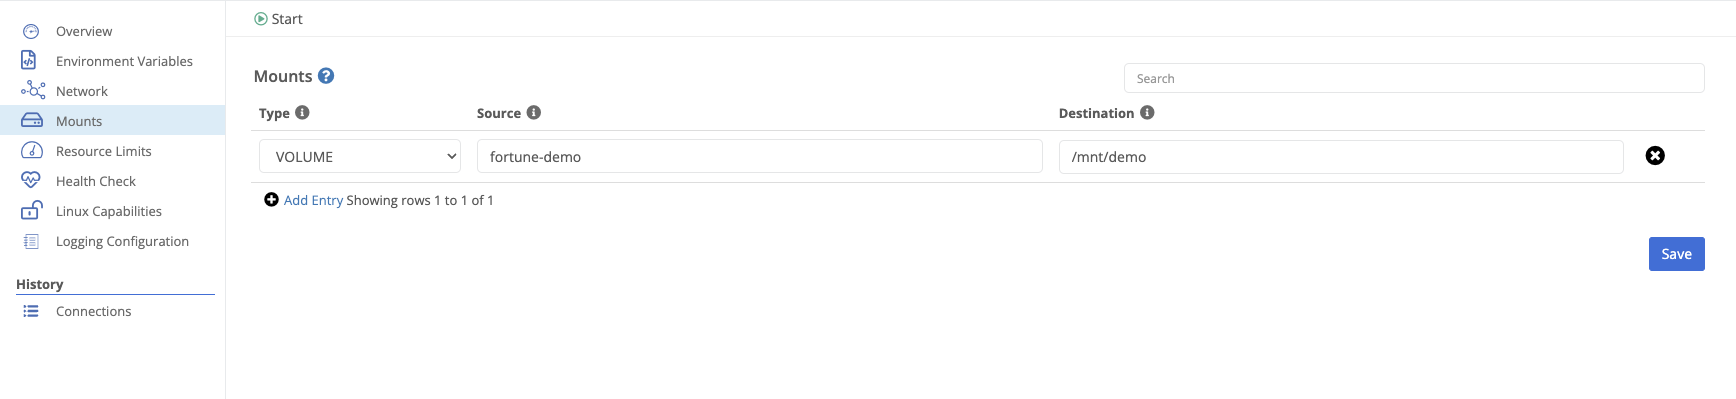 Overview
Environment Variables
Network
Mounts
Resource Limits
Health Check
Linux Capabilities
Logging Configuration
History
Connections
Start
Mounts
Search
Type Source Destination
VOLUME fortune-demo /mnt/demo
Add Entry Showing rows 1 to 1 of 1
Save